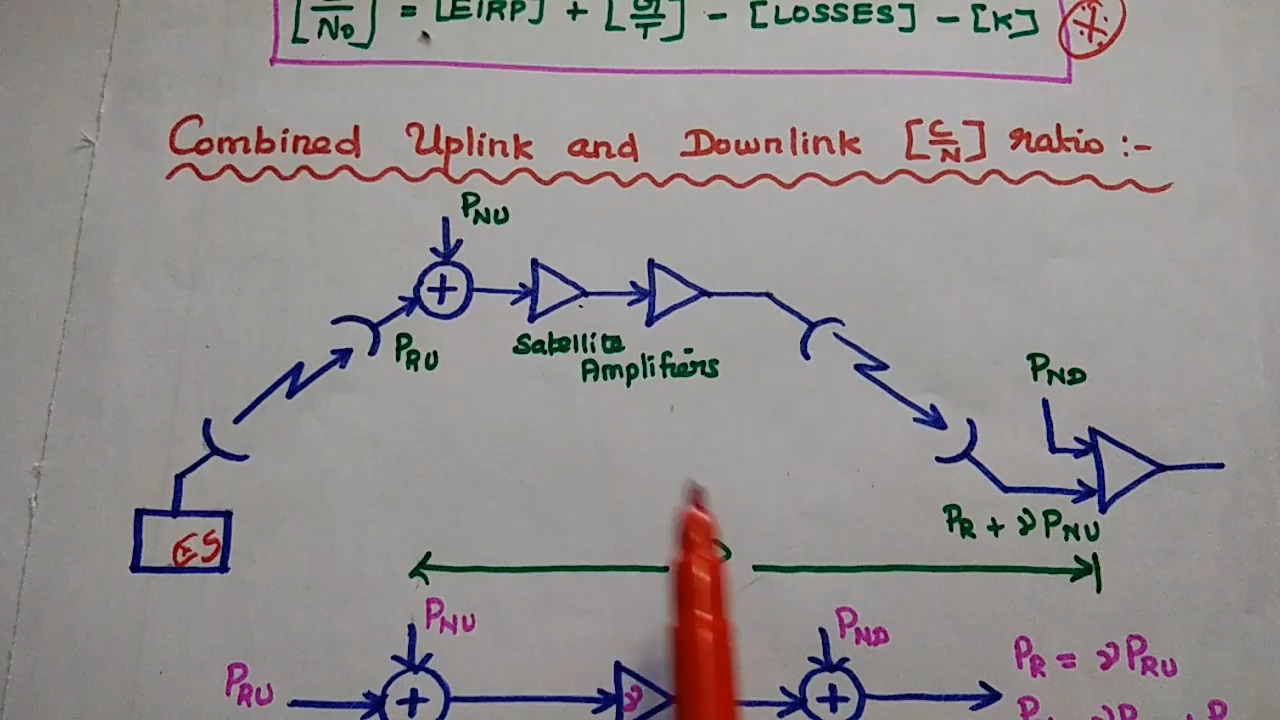 [C/N0] = [EIRP] + [G/T] - [LOSSES] - [K]
Combined Uplink and Downlink [C/N] ratio :-
PNU
PRU
Satellite
Amplifiers
PND
ES
PR + γPNU
PNU
PND
PRU
γ
PR = γPRU